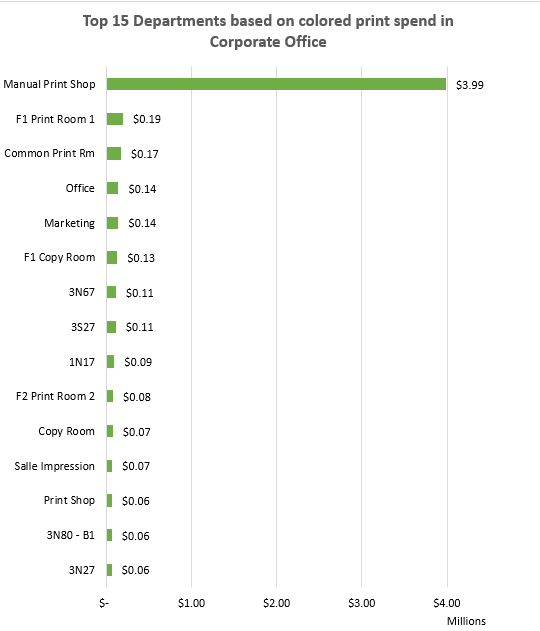 Top 15 Departments based on colored print spend in
Corporate Office
Manual Print Shop $3.99
F1 Print Room 1 $0.19
Common Print Rm $0.17
Office $0.14
Marketing $0.14
F1 Copy Room $0.13
3N67 $0.11
3S27 $0.11
1N17 $0.09
F2 Print Room 2 $0.08
Copy Room $0.07
Salle Impression $0.07
Print Shop $0.06
3N80 - B1 $0.06
3N27 $0.06
$- $1.00 $2.00 $3.00 $4.00
Millions